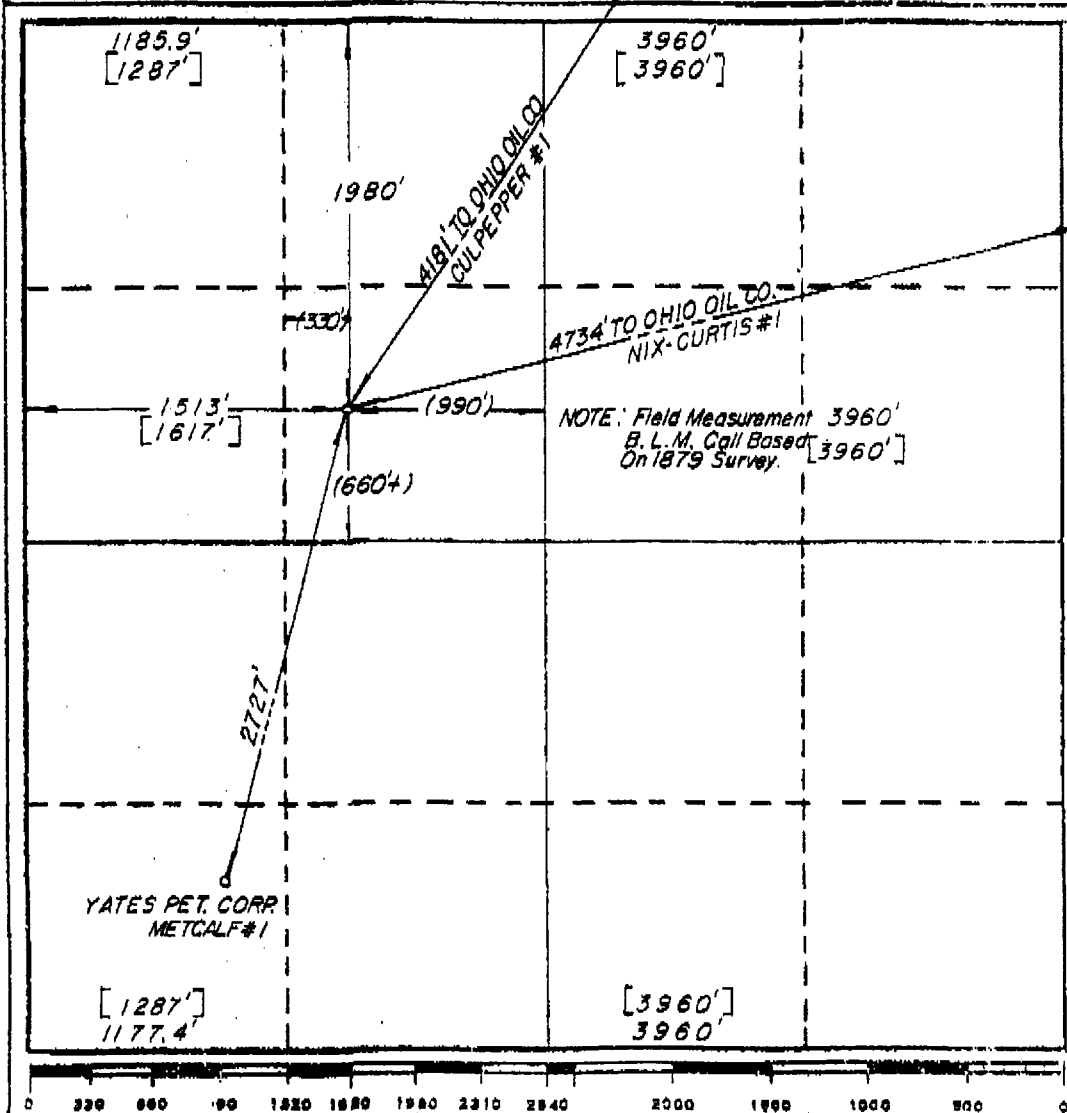 1185.9'
[1287']
3960'
[3960']
1980'
4181' TO OHIO OIL CO
CULPEPPER #1
(330')
4734' TO OHIO OIL CO.
NIX-CURTIS #1
1513'
[1617']
(990')
NOTE: Field Measurement 3960'
B.L.M. Call Based [3960']
On 1879 Survey.
(660'±)
2727'
YATES PET. CORP.
METCALF #1
[1287']
1177.4'
[3960']
3960'
0 330 660 990 1320 1650 1980 2310 2640 2000 1500 1000 500 0